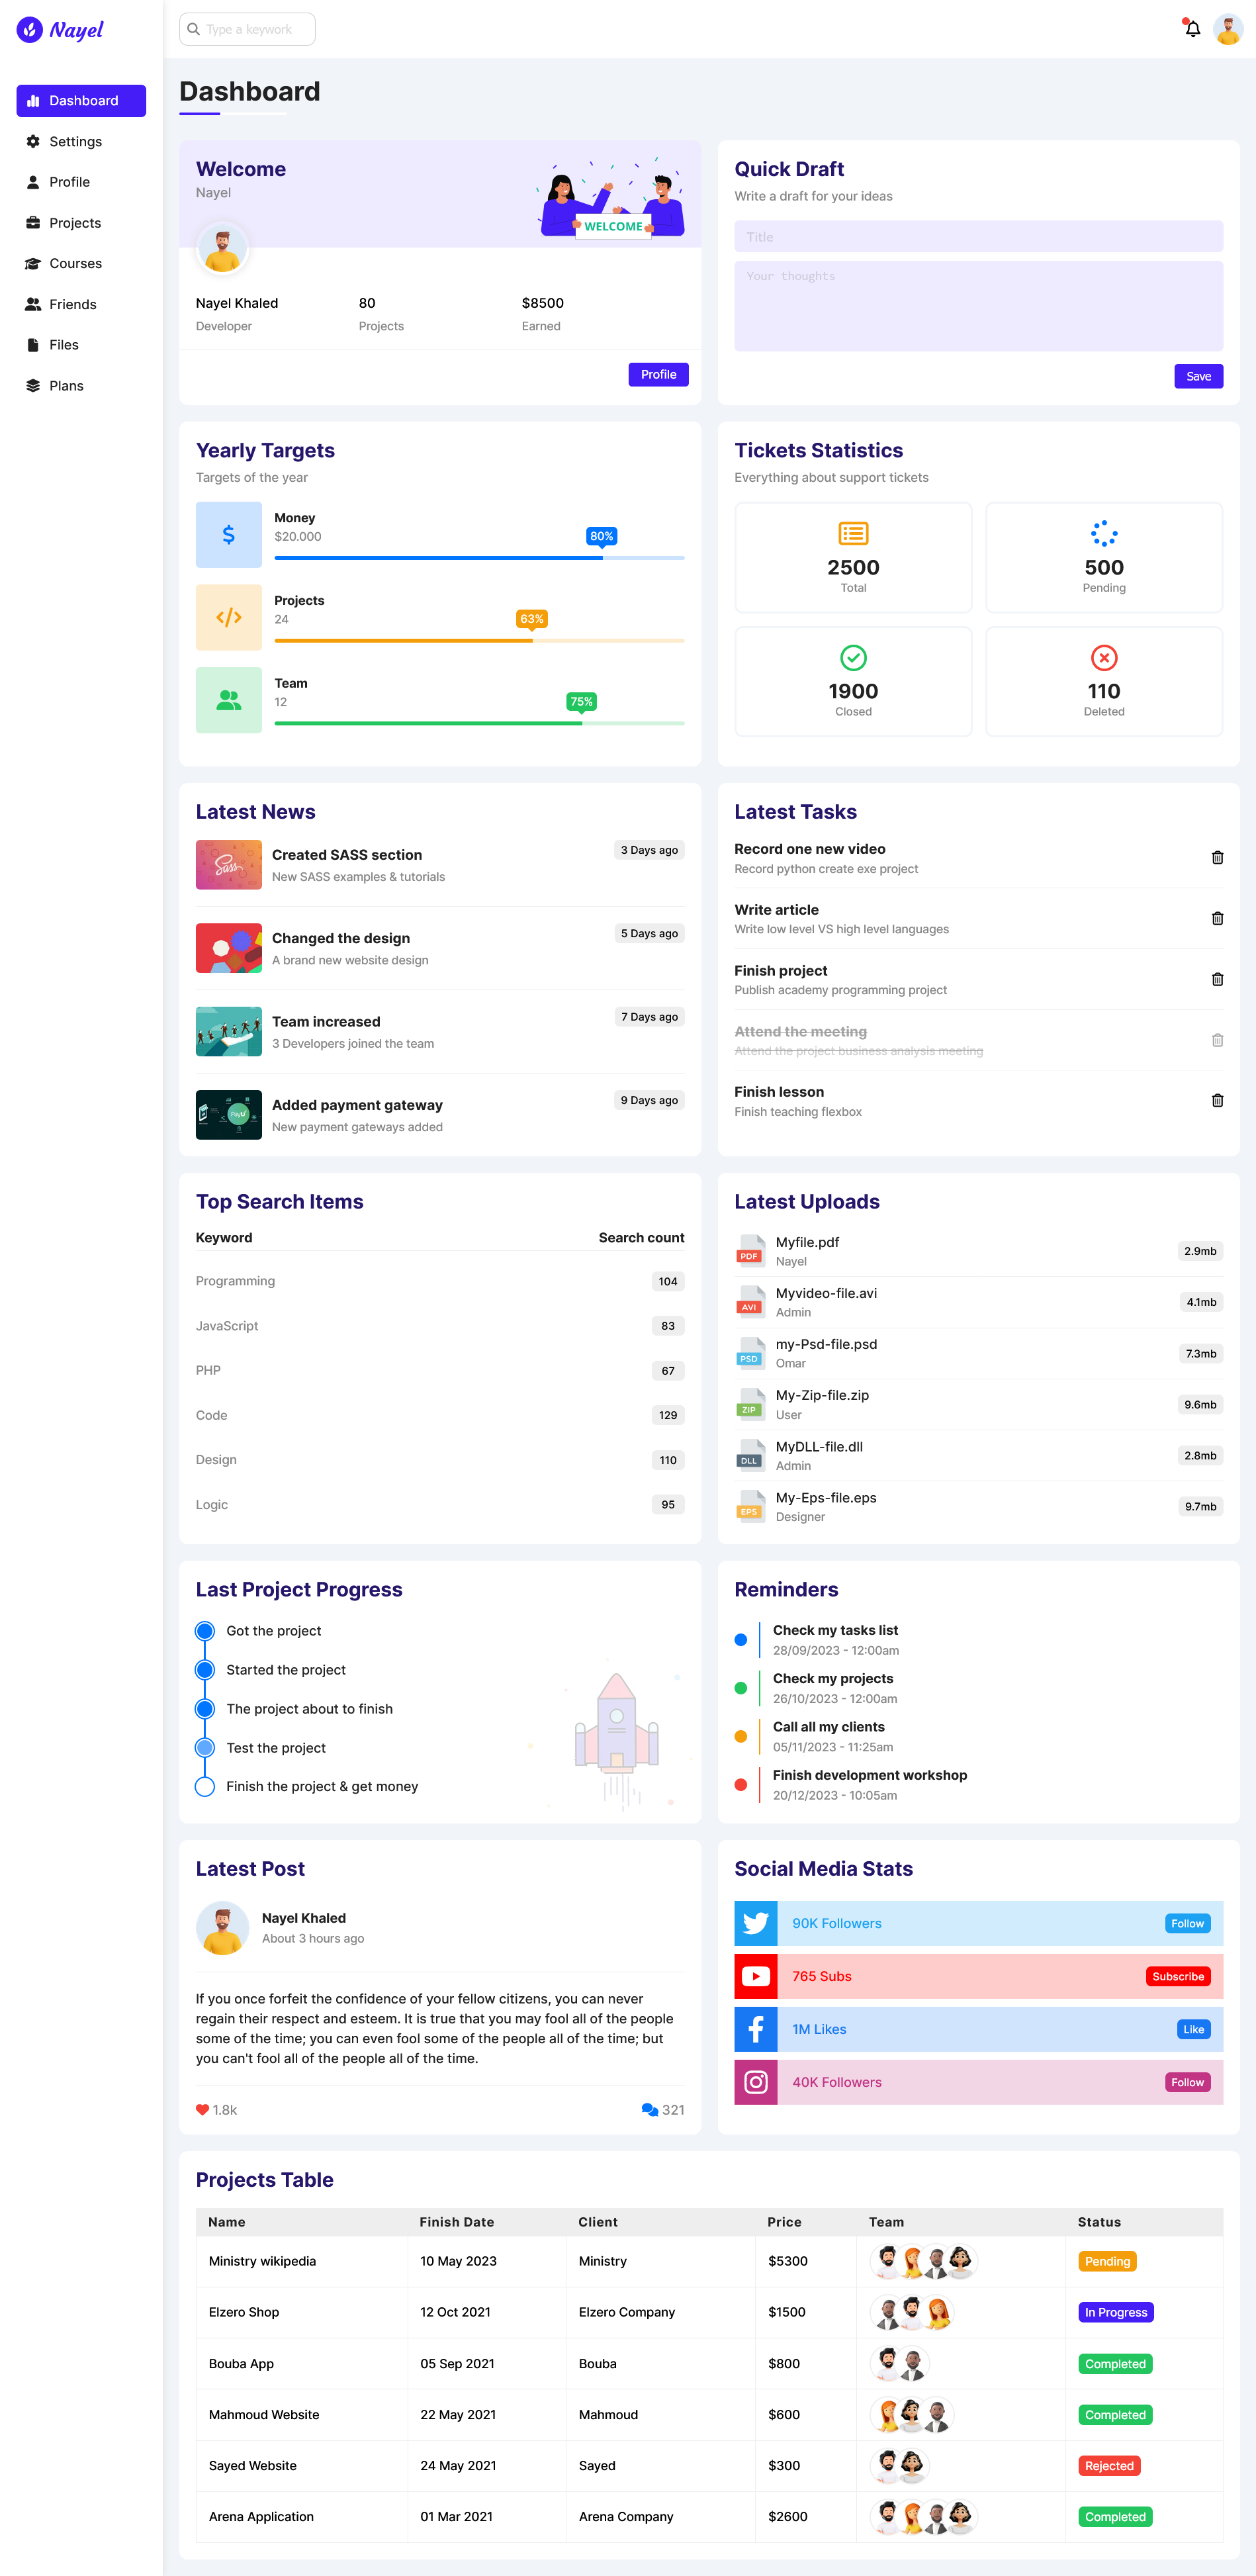 Nayel
Type a keywork
Dashboard
Settings
Profile
Projects
Courses
Friends
Files
Plans
Dashboard
Welcome
Nayel
WELCOME
Nayel Khaled
Developer
80
Projects
$8500
Earned
Profile
Quick Draft
Write a draft for your ideas
Title
Your thoughts
Save
Yearly Targets
Targets of the year
Money
$20.000
80%
Projects
24
63%
Team
12
75%
Tickets Statistics
Everything about support tickets
2500
Total
500
Pending
1900
Closed
110
Deleted
Latest News
Sass
Created SASS section
New SASS examples & tutorials
3 Days ago
Changed the design
A brand new website design
5 Days ago
Team increased
3 Developers joined the team
7 Days ago
PayU
Added payment gateway
New payment gateways added
9 Days ago
Latest Tasks
Record one new video
Record python create exe project
Write article
Write low level VS high level languages
Finish project
Publish academy programming project
Attend the meeting
Attend the project business analysis meeting
Finish lesson
Finish teaching flexbox
Top Search Items
Keyword Search count
Programming 104
JavaScript 83
PHP 67
Code 129
Design 110
Logic 95
Latest Uploads
PDF
Myfile.pdf
Nayel
2.9mb
AVI
Myvideo-file.avi
Admin
4.1mb
PSD
my-Psd-file.psd
Omar
7.3mb
ZIP
My-Zip-file.zip
User
9.6mb
DLL
MyDLL-file.dll
Admin
2.8mb
EPS
My-Eps-file.eps
Designer
9.7mb
Last Project Progress
Got the project
Started the project
The project about to finish
Test the project
Finish the project & get money
Reminders
Check my tasks list
28/09/2023 - 12:00am
Check my projects
26/10/2023 - 12:00am
Call all my clients
05/11/2023 - 11:25am
Finish development workshop
20/12/2023 - 10:05am
Latest Post
Nayel Khaled
About 3 hours ago
If you once forfeit the confidence of your fellow citizens, you can never
regain their respect and esteem. It is true that you may fool all of the people
some of the time; you can even fool some of the people all of the time; but
you can't fool all of the people all of the time.
1.8k 321
Social Media Stats
90K Followers Follow
765 Subs Subscribe
1M Likes Like
40K Followers Follow
Projects Table
Name Finish Date Client Price Team Status
Ministry wikipedia 10 May 2023 Ministry $5300 Pending
Elzero Shop 12 Oct 2021 Elzero Company $1500 In Progress
Bouba App 05 Sep 2021 Bouba $800 Completed
Mahmoud Website 22 May 2021 Mahmoud $600 Completed
Sayed Website 24 May 2021 Sayed $300 Rejected
Arena Application 01 Mar 2021 Arena Company $2600 Completed